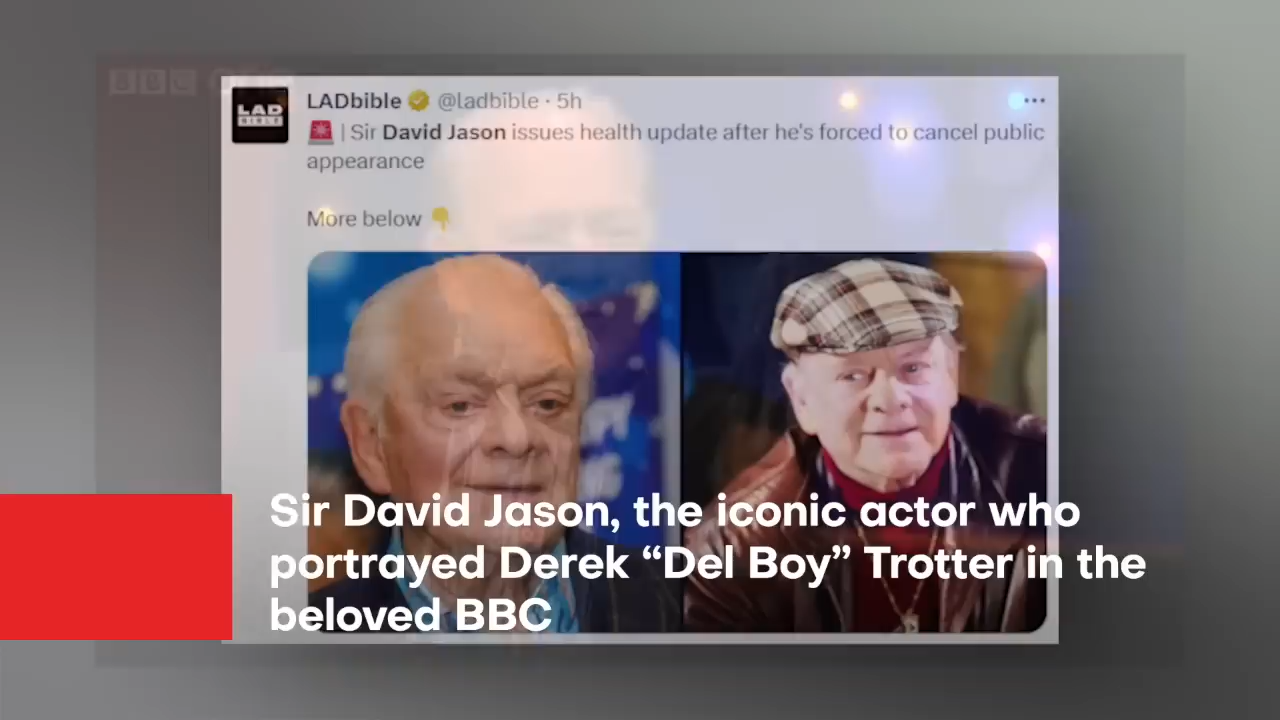 BBC
LAD
BIBLE
LADbible @ladbible · 5h
🚨 | Sir David Jason issues health update after he's forced to cancel public
appearance
More below 👇
Sir David Jason, the iconic actor who
portrayed Derek “Del Boy” Trotter in the
beloved BBC